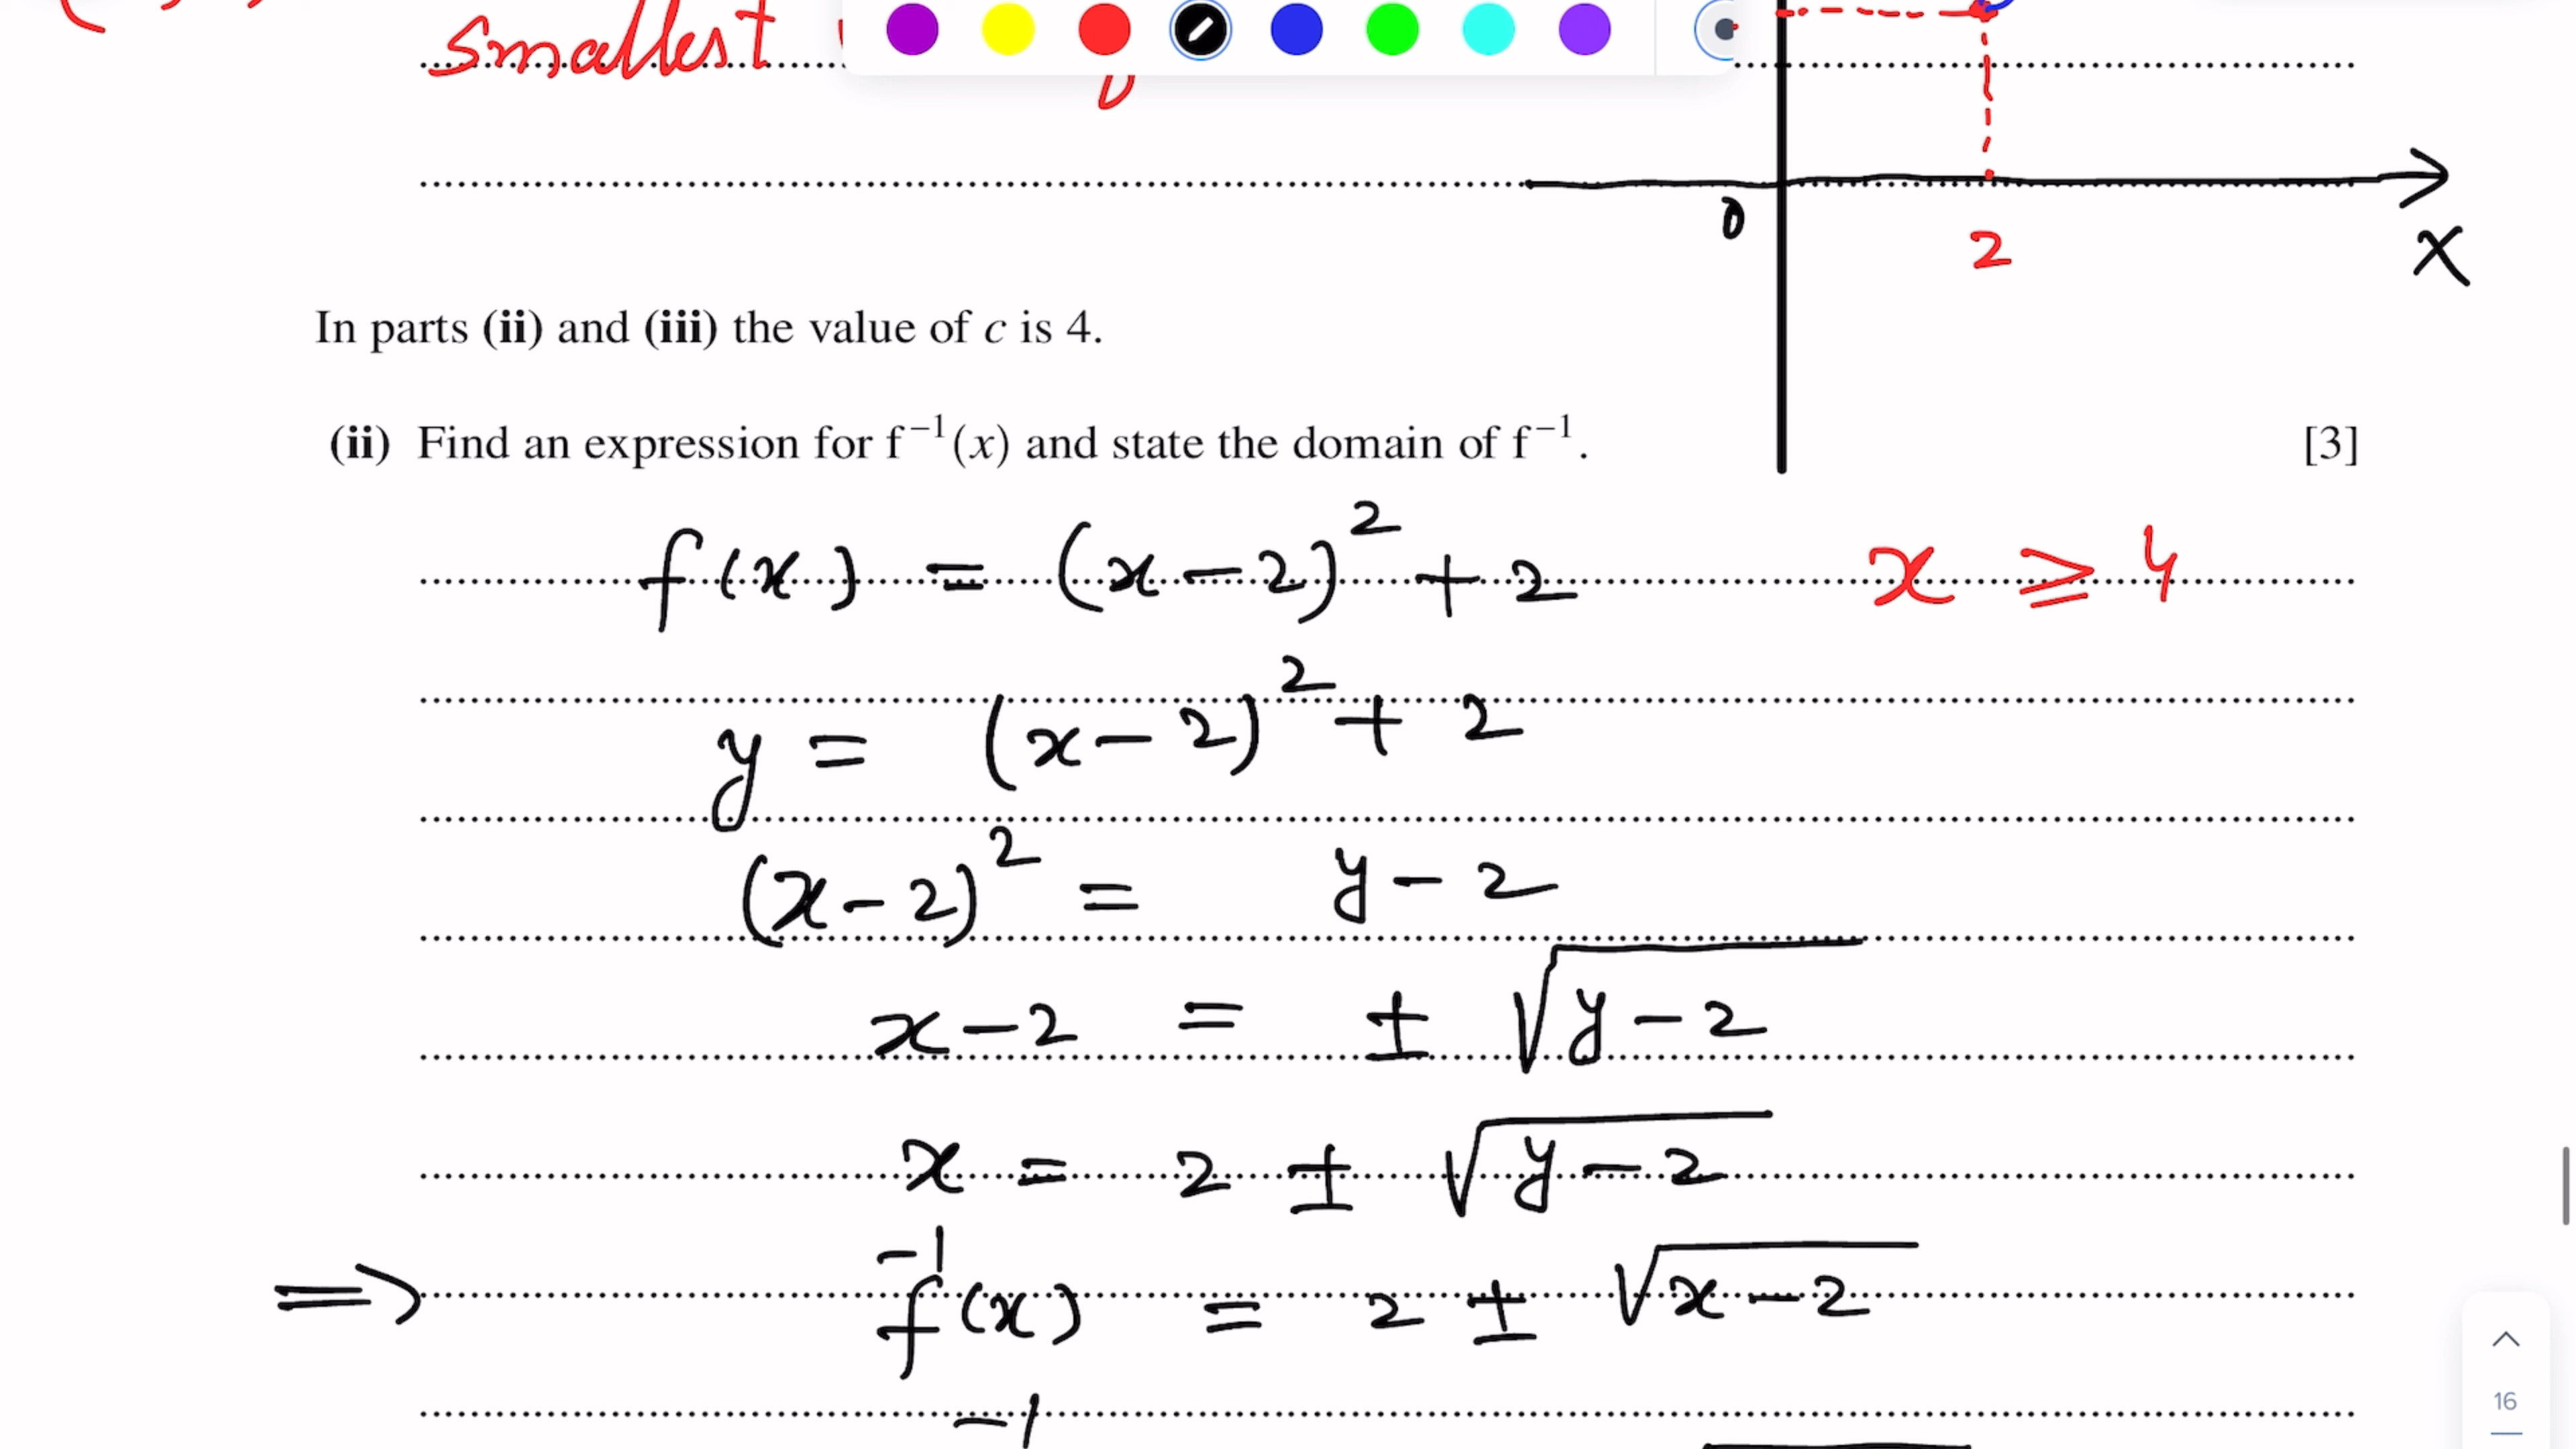 smallest
0
2
X
In parts (ii) and (iii) the value of c is 4.
(ii) Find an expression for f⁻¹(x) and state the domain of f⁻¹. [3]
f(x) = (x-2)² + 2 x ≥ 4
y = (x-2)² + 2
(x-2)² = y-2
x-2 = ± √(y-2)
x = 2 ± √(y-2)
=> f⁻¹(x) = 2 ± √(x-2)
-1
16